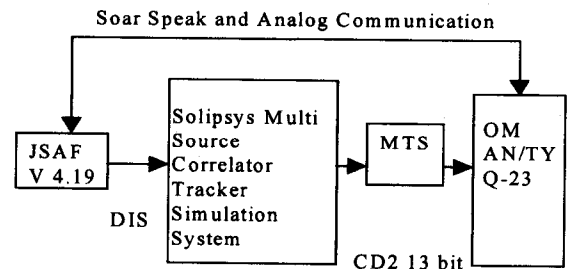 Soar Speak and Analog Communication
JSAF
V 4.19
DIS
Solipsys Multi
Source
Correlator
Tracker
Simulation
System
MTS
CD2 13 bit
OM
AN/TY
Q-23